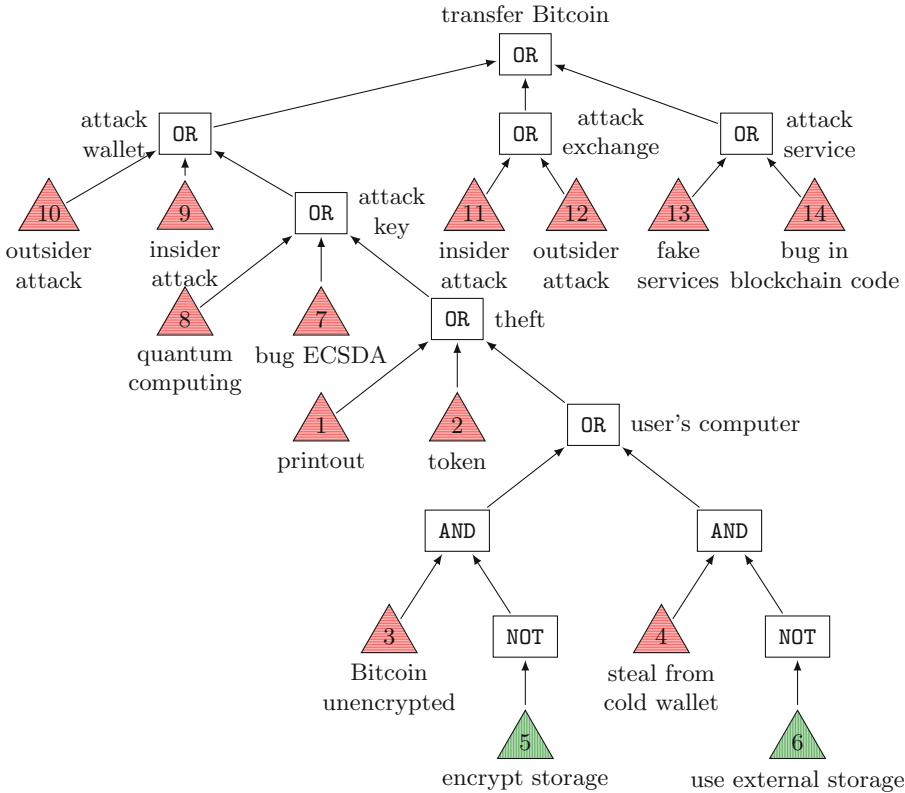 transfer Bitcoin
OR
attack
wallet
OR
OR
attack
exchange
OR
attack
service
10
outsider
attack
9
insider
attack
OR
attack
key
11
insider
attack
12
outsider
attack
13
fake
services
14
bug in
blockchain code
8
quantum
computing
7
bug ECSDA
OR
theft
1
printout
2
token
OR
user's computer
AND
AND
3
Bitcoin
unencrypted
NOT
4
steal from
cold wallet
NOT
5
encrypt storage
6
use external storage